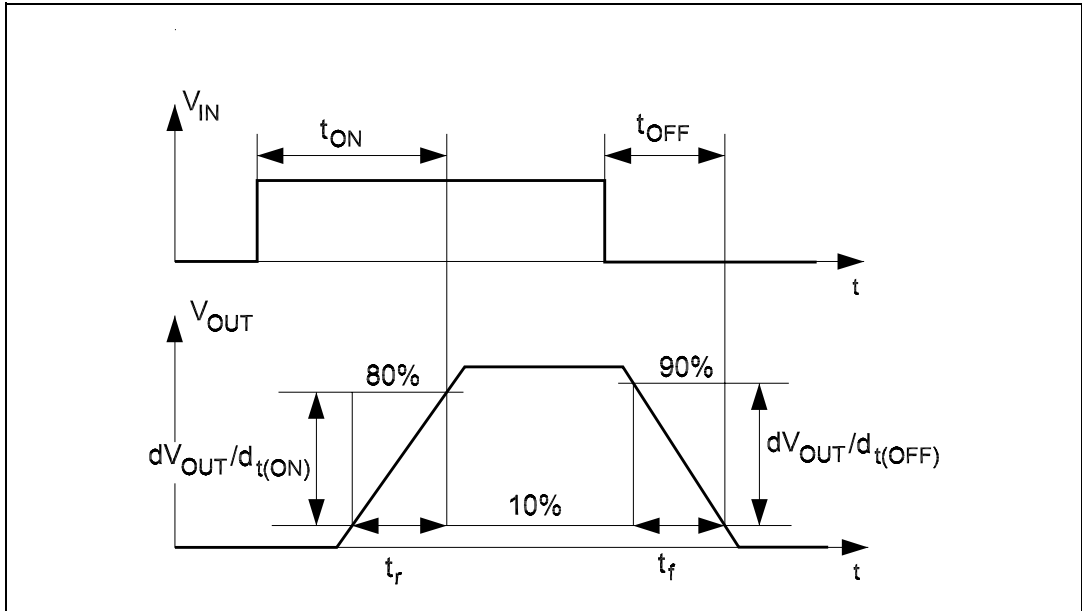 VIN
tON
tOFF
t
VOUT
80%
90%
dVOUT/dt(ON)
dVOUT/dt(OFF)
10%
tr
tf
t